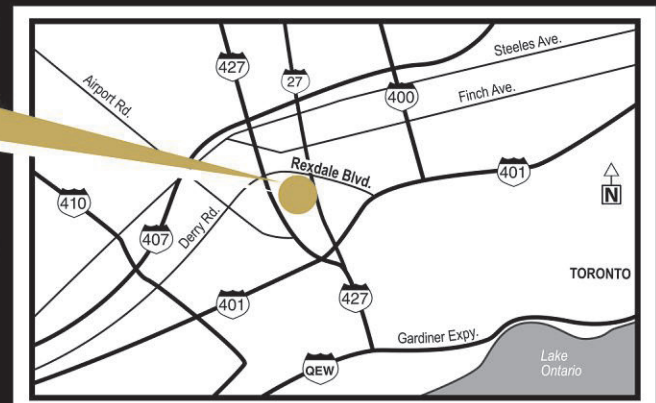 Steeles Ave.
427
27
Airport Rd.
400
Finch Ave.
Rexdale Blvd.
401
410
N
Derry Rd.
407
TORONTO
401
427
Gardiner Expy.
Lake
Ontario
QEW